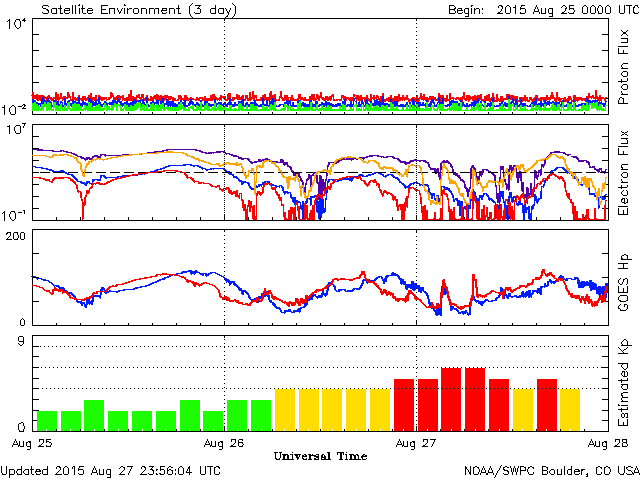 Satellite Environment (3 day) Begin: 2015 Aug 25 0000 UTC
10^4
10^-2
Proton Flux
10^7
10^-1
Electron Flux
200
0
GOES Hp
9
0
Estimated Kp
Aug 25 Aug 26 Aug 27 Aug 28
Universal Time
Updated 2015 Aug 27 23:56:04 UTC NOAA/SWPC Boulder, CO USA